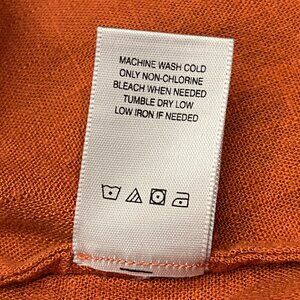 MACHINE WASH COLD
ONLY NON-CHLORINE
BLEACH WHEN NEEDED
TUMBLE DRY LOW
LOW IRON IF NEEDED